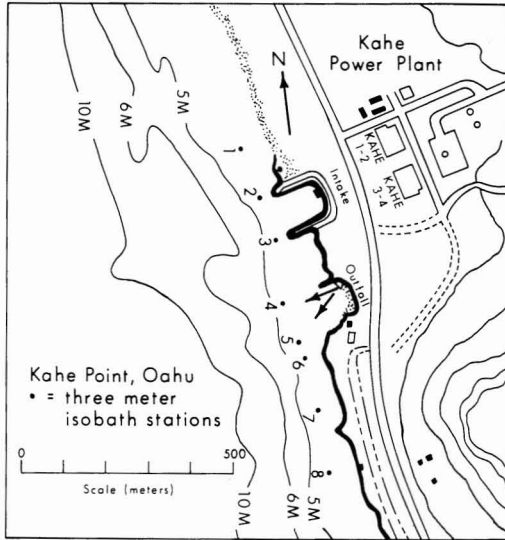 Kahe
Power Plant
10M
6M
5M
N
KAHE
1-2
KAHE
3-4
Intake
1
2
3
Outfall
4
5
6
7
8
Kahe Point, Oahu
• = three meter
isobath stations
0
500
Scale (meters)
10M
6M
5M